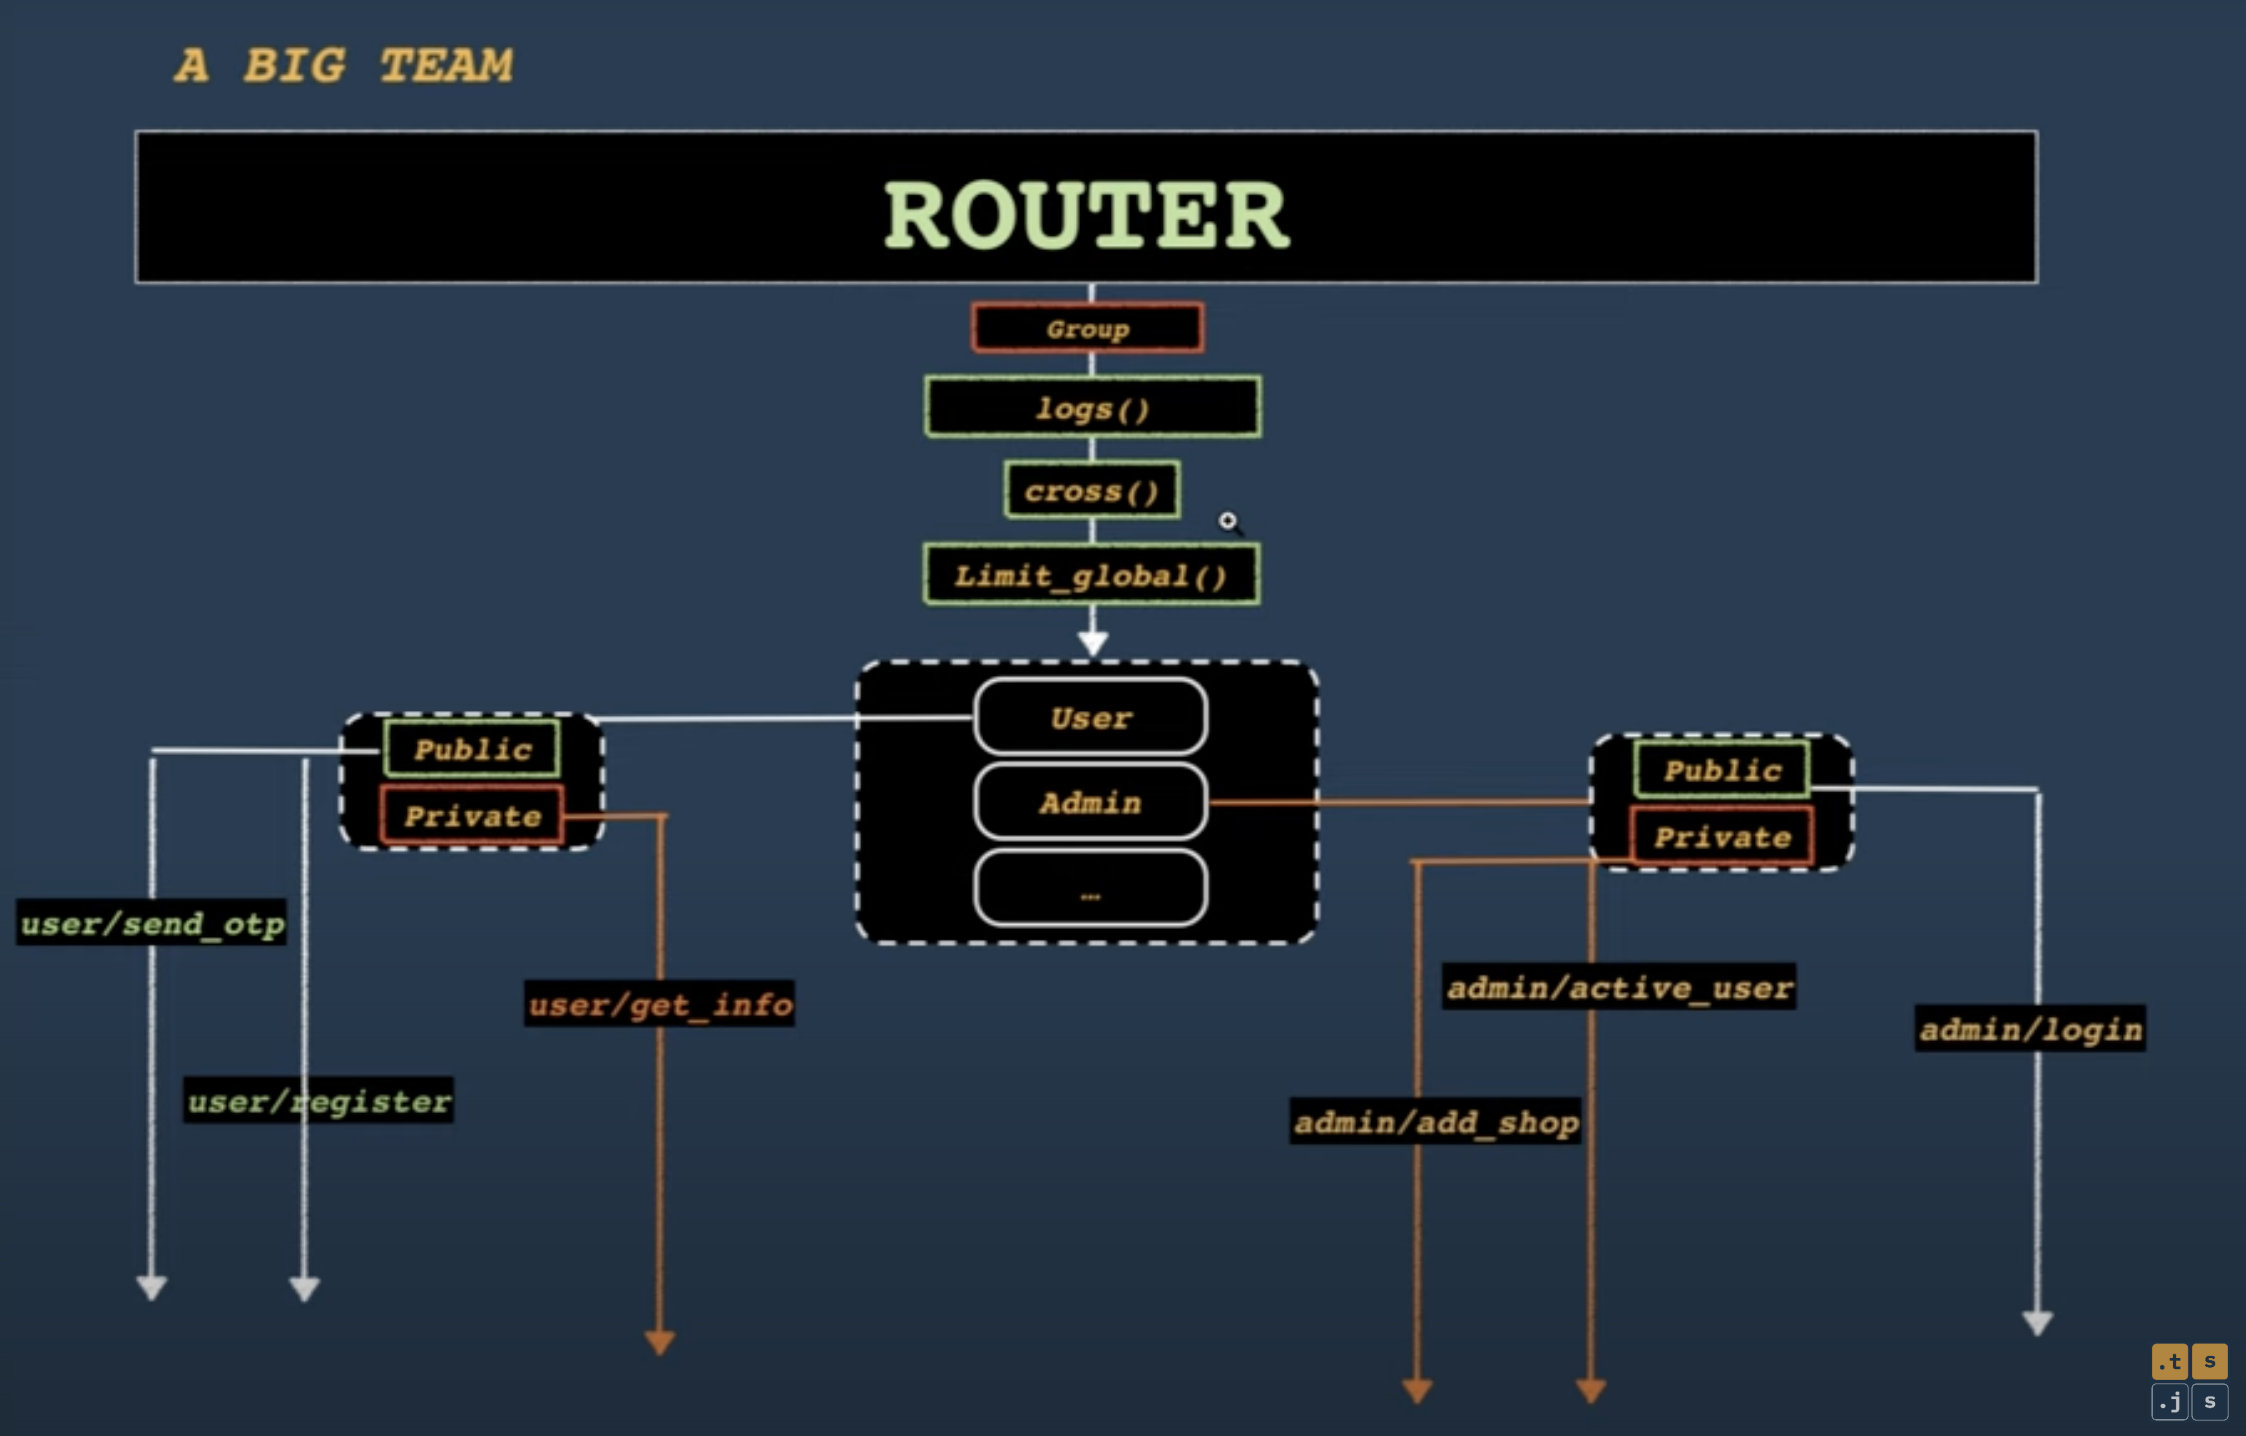 A BIG TEAM
ROUTER
Group
logs()
cross()
Limit_global()
User
Admin
…
Public
Private
Public
Private
user/send_otp
user/register
user/get_info
admin/active_user
admin/add_shop
admin/login
.t s
.j s